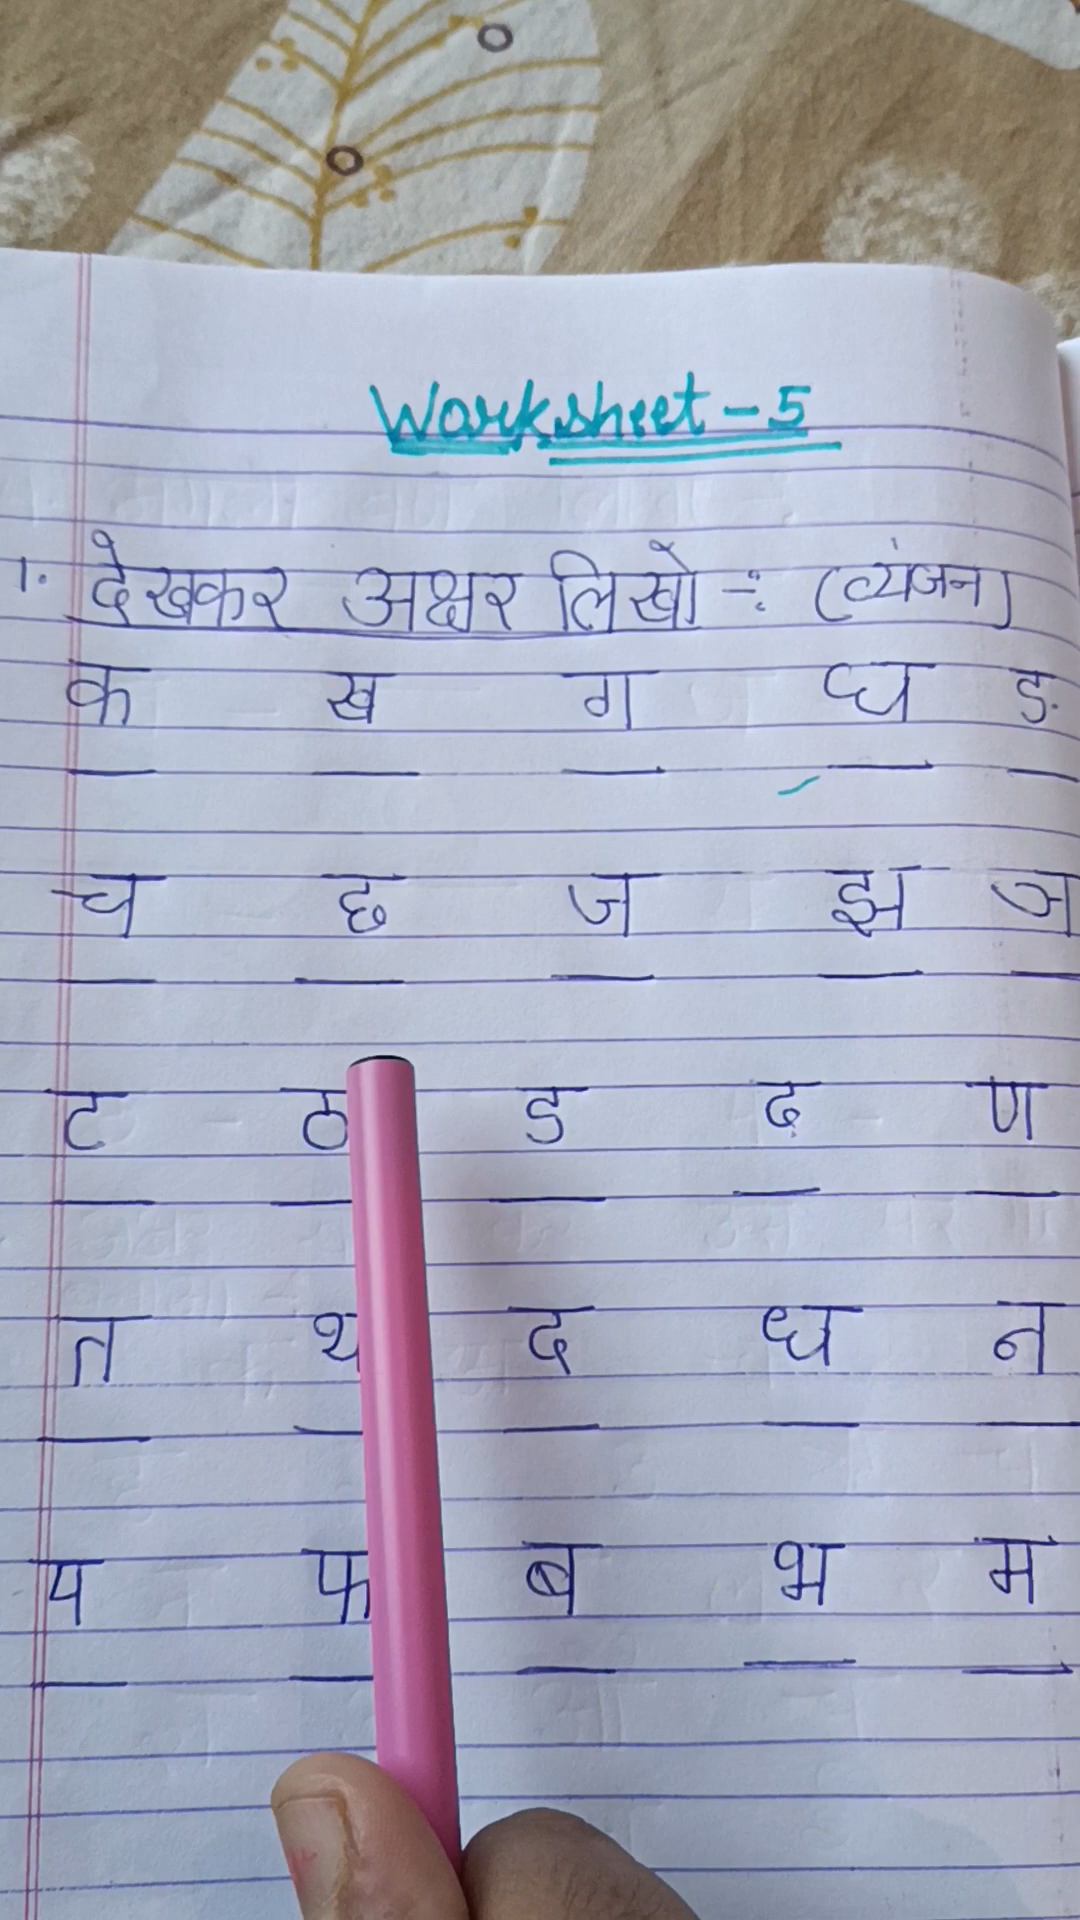 Worksheet - 5
1. देखकर अक्षर लिखो -: (व्यंजन)
क ख ग घ ङ
च छ ज झ ञ
ट ठ ड ढ़ ण
त थ द ध न
प फ ब भ म